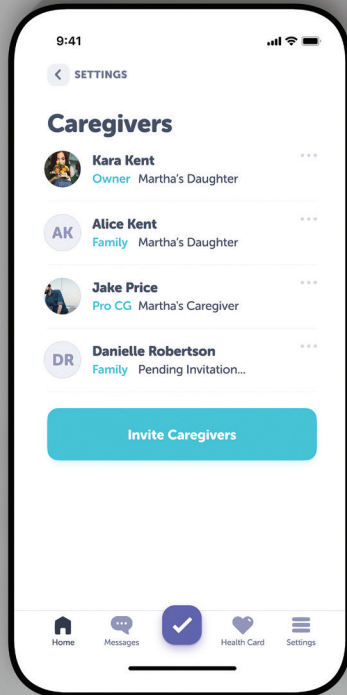 9:41
SETTINGS
Caregivers
Kara Kent
Owner Martha's Daughter
AK
Alice Kent
Family Martha's Daughter
Jake Price
Pro CG Martha's Caregiver
DR
Danielle Robertson
Family Pending Invitation...
Invite Caregivers
Home Messages Health Card Settings